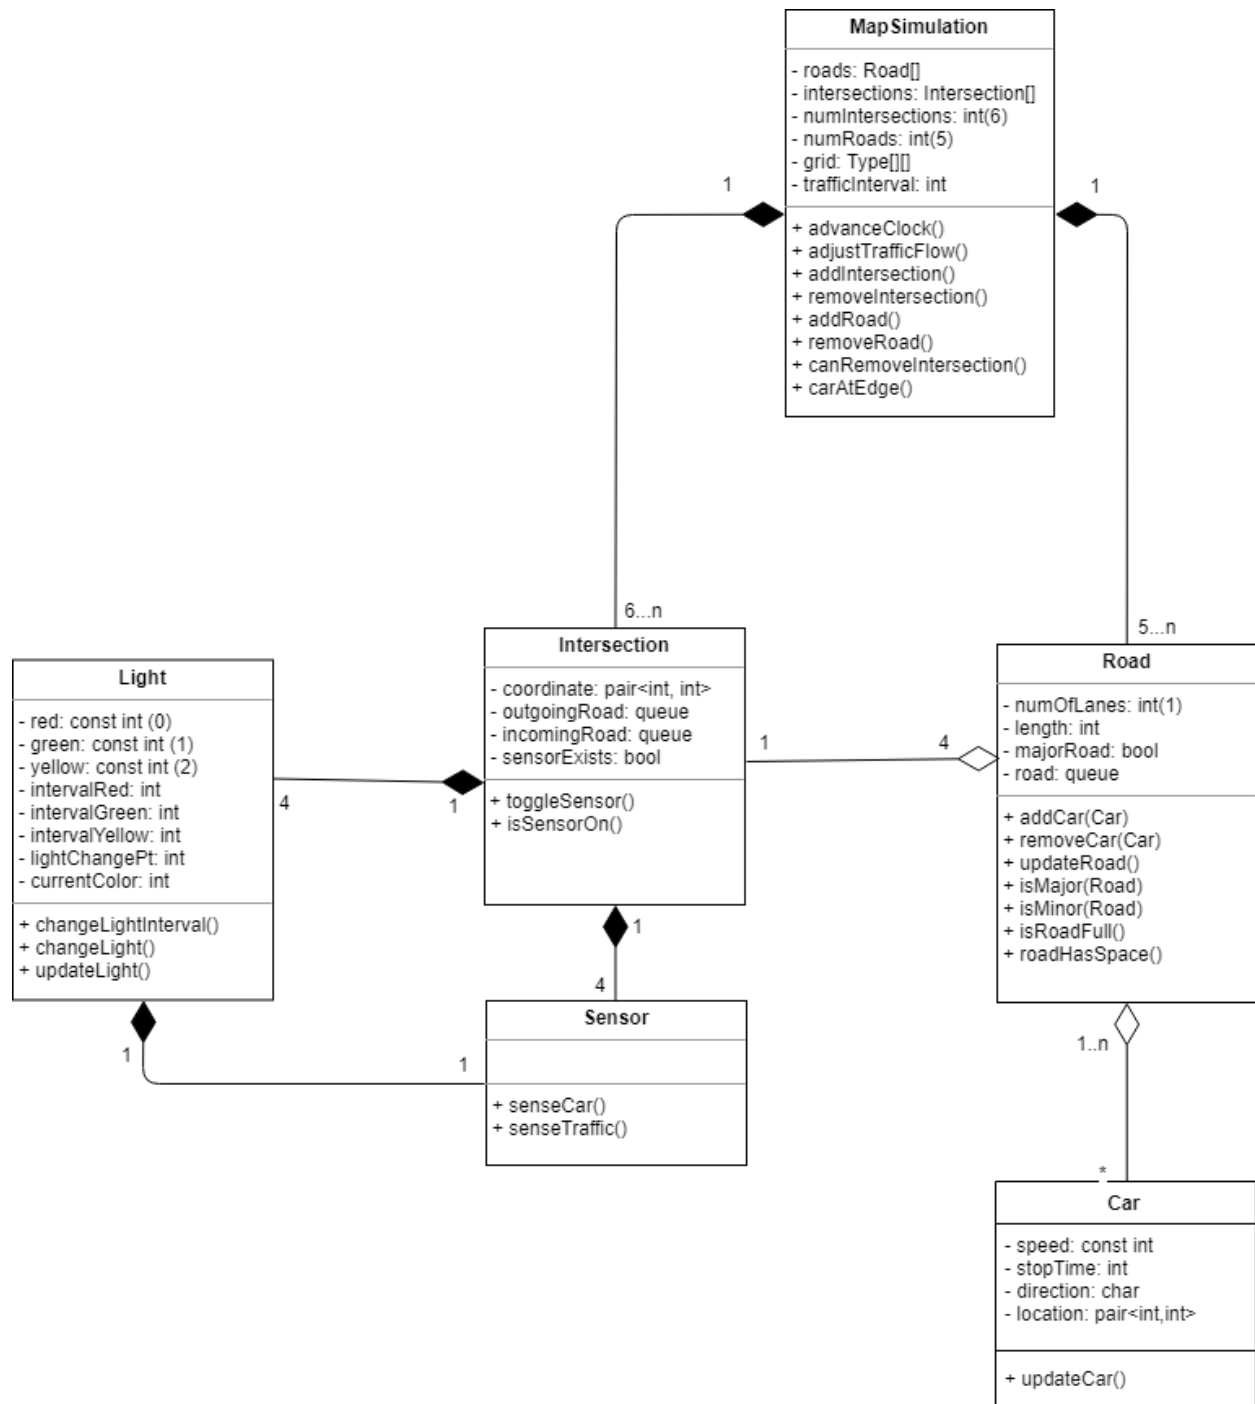 MapSimulation
- roads: Road[]
- intersections: Intersection[]
- numIntersections: int(6)
- numRoads: int(5)
- grid: Type[][]
- trafficInterval: int
+ advanceClock()
+ adjustTrafficFlow()
+ addIntersection()
+ removeIntersection()
+ addRoad()
+ removeRoad()
+ canRemoveIntersection()
+ carAtEdge()
1
1
6...n
5...n
Light
- red: const int (0)
- green: const int (1)
- yellow: const int (2)
- intervalRed: int
- intervalGreen: int
- intervalYellow: int
- lightChangePt: int
- currentColor: int
+ changeLightInterval()
+ changeLight()
+ updateLight()
4
1
Intersection
- coordinate: pair<int, int>
- outgoingRoad: queue
- incomingRoad: queue
- sensorExists: bool
+ toggleSensor()
+ isSensorOn()
1
4
Road
- numOfLanes: int(1)
- length: int
- majorRoad: bool
- road: queue
+ addCar(Car)
+ removeCar(Car)
+ updateRoad()
+ isMajor(Road)
+ isMinor(Road)
+ isRoadFull()
+ roadHasSpace()
1
4
1
1
Sensor
+ senseCar()
+ senseTraffic()
1..n
*
Car
- speed: const int
- stopTime: int
- direction: char
- location: pair<int,int>
+ updateCar()